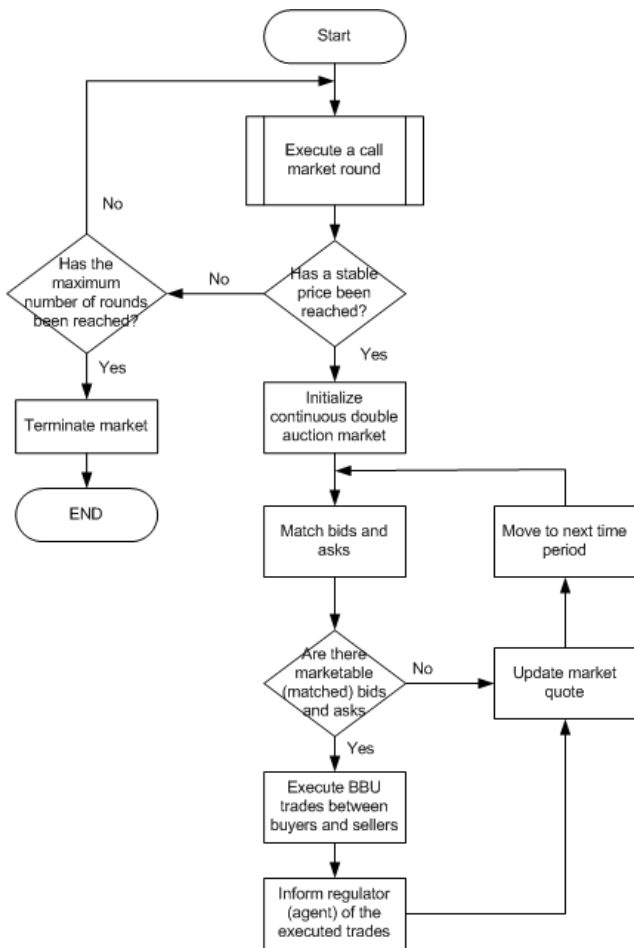 Start
Execute a call
market round
No
Has the
maximum
number of rounds
been reached?
No
Has a stable
price been
reached?
Yes
Yes
Terminate market
Initialize
continuous double
auction market
END
Match bids and
asks
Move to next time
period
Are there
marketable
(matched) bids
and asks
No
Update market
quote
Yes
Execute BBU
trades between
buyers and sellers
Inform regulator
(agent) of the
executed trades